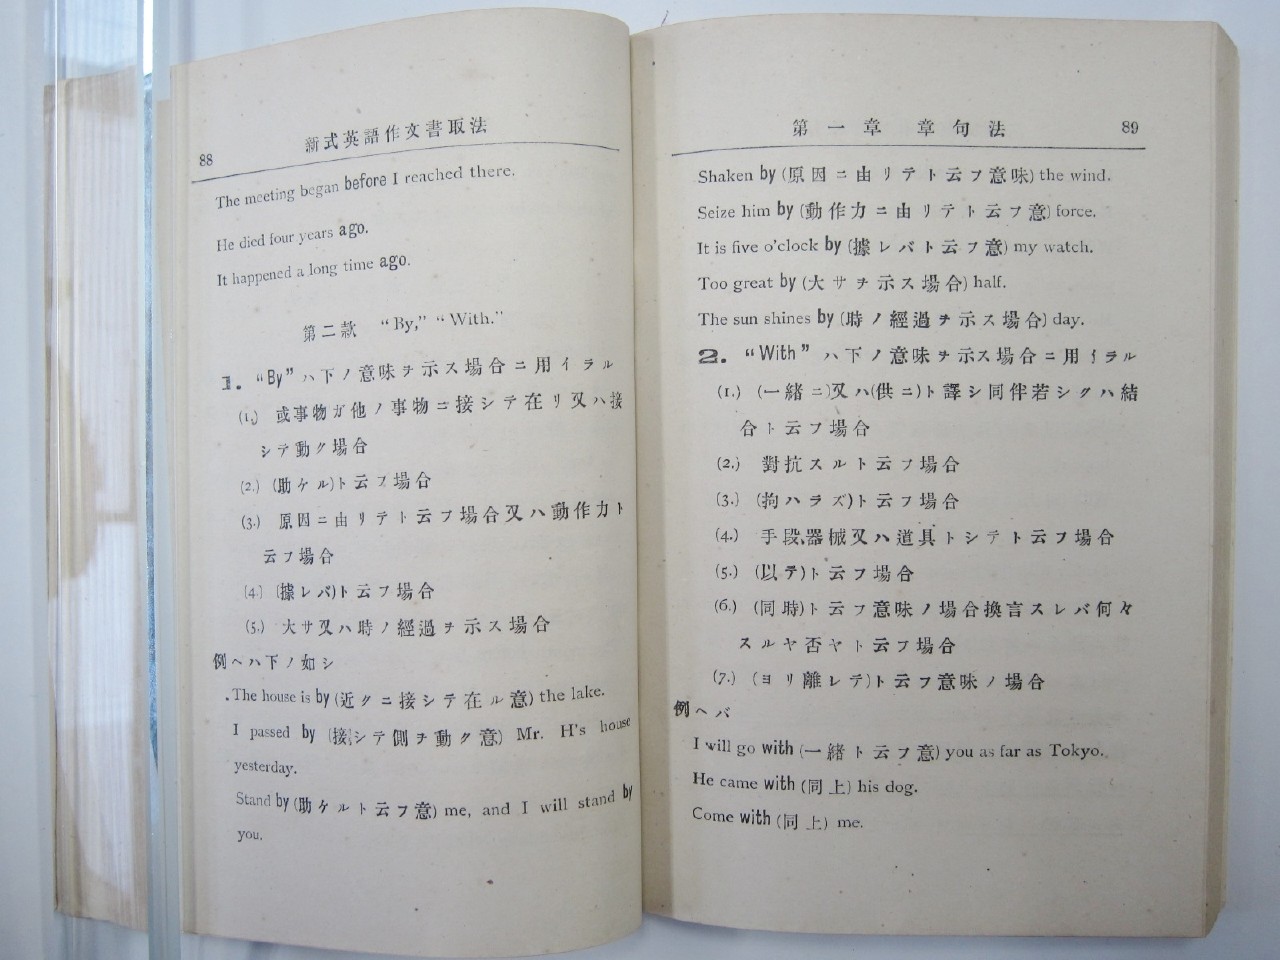 88
新式英語作文書取法
The meeting began before I reached there.
He died four years ago.
It happened a long time ago.
第二款 “By,” “With.”
1. “By” ハ下ノ意味ヲ示ス場合ニ用イラル
(1.) 或事物ガ他ノ事物ニ接シテ在リ又ハ接
シテ動ク場合
(2.) (助ケル)ト云フ場合
(3.) 原因ニ由リテト云フ場合又ハ動作力ト
云フ場合
(4) (據レバ)ト云フ場合
(5.) 大サ又ハ時ノ經過ヲ示ス場合
例ヘハ下ノ如シ
The house is by (近クニ接シテ在ル意) the lake.
I passed by (接シテ側ヲ動ク意) Mr. H's house
yesterday.
Stand by (助ケルト云フ意) me, and I will stand by
you.
第一章 章句法 89
Shaken by (原因ニ由リテト云フ意味) the wind.
Seize him by (動作力ニ由リテト云フ意) force.
It is five o'clock by (據レバト云フ意) my watch.
Too great by (大サヲ示ス場合) half.
The sun shines by (時ノ經過ヲ示ス場合) day.
2. “With” ハ下ノ意味ヲ示ス場合ニ用イラル
(1.) (一緒ニ)又ハ(供ニ)ト譯シ同伴若シクハ結
合ト云フ場合
(2.) 對抗スルト云フ場合
(3.) (拘ハラズ)ト云フ場合
(4.) 手段器械又ハ道具トシテト云フ場合
(5.) (以テ)ト云フ場合
(6.) (同時)ト云フ意味ノ場合換言スレバ何々
スルヤ否ヤト云フ場合
(7.) (ヨリ離レテ)ト云フ意味ノ場合
例ヘバ
I will go with (一緒ト云フ意) you as far as Tokyo.
He came with (同上) his dog.
Come with (同上) me.